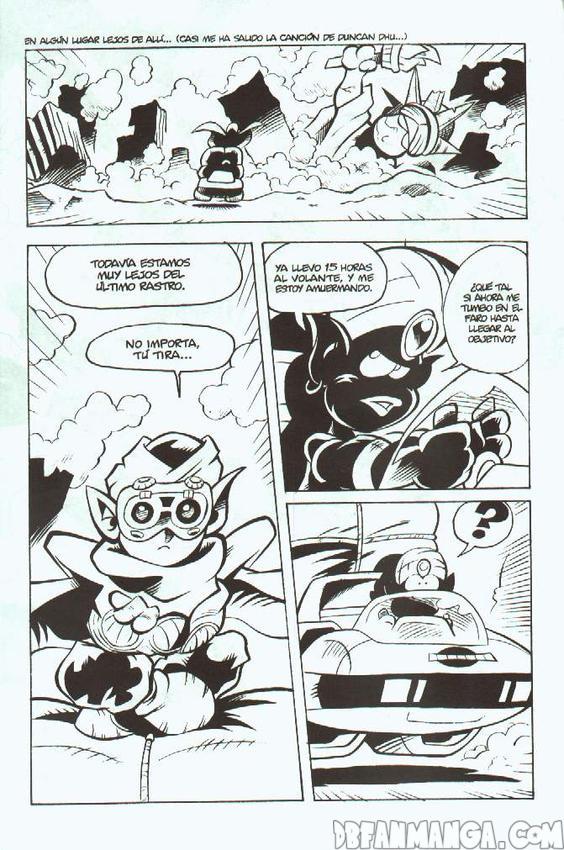 EN ALGÚN LUGAR LEJOS DE ALLÍ... (CASI ME HA SALIDO LA CANCIÓN DE DUNCAN DHU...)
TODAVÍA ESTAMOS
MUY LEJOS DEL
ÚLTIMO RASTRO.
NO IMPORTA,
TÚ TIRA...
YA LLEVO 15 HORAS
AL VOLANTE, Y ME
ESTOY AMUERMANDO.
¿QUÉ TAL
SI AHORA ME
TUMBO EN EL
FARO HASTA
LLEGAR AL
OBJETIVO?
?
DBFANMANGA.COM